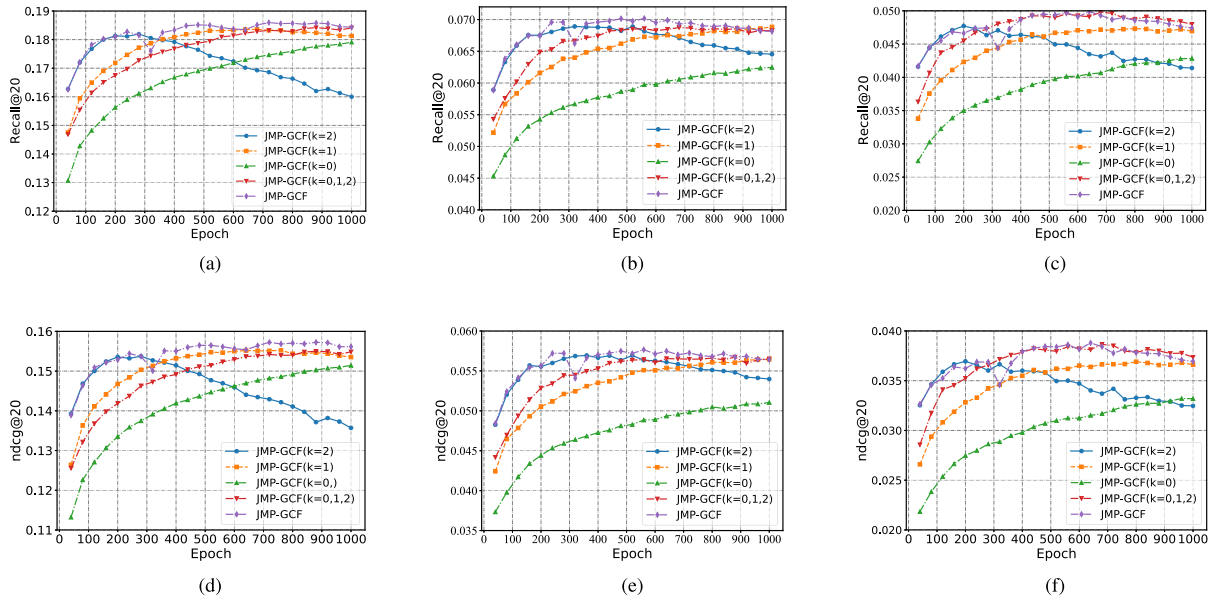 0.19
0.18
0.17
0.16
0.15
0.14
0.13
0.12
Recall@20
0 100 200 300 400 500 600 700 800 900 1000
Epoch
JMP-GCF(k=2)
JMP-GCF(k=1)
JMP-GCF(k=0)
JMP-GCF(k=0,1,2)
JMP-GCF
(a)
0.070
0.065
0.060
0.055
0.050
0.045
0.040
Recall@20
0 100 200 300 400 500 600 700 800 900 1000
Epoch
JMP-GCF(k=2)
JMP-GCF(k=1)
JMP-GCF(k=0)
JMP-GCF(k=0,1,2)
JMP-GCF
(b)
0.050
0.045
0.040
0.035
0.030
0.025
0.020
Recall@20
0 100 200 300 400 500 600 700 800 900 1000
Epoch
JMP-GCF(k=2)
JMP-GCF(k=1)
JMP-GCF(k=0)
JMP-GCF(k=0,1,2)
JMP-GCF
(c)
0.16
0.15
0.14
0.13
0.12
0.11
ndcg@20
0 100 200 300 400 500 600 700 800 900 1000
Epoch
JMP-GCF(k=2)
JMP-GCF(k=1)
JMP-GCF(k=0,)
JMP-GCF(k=0,1,2)
JMP-GCF
(d)
0.060
0.055
0.050
0.045
0.040
0.035
ndcg@20
0 100 200 300 400 500 600 700 800 900 1000
Epoch
JMP-GCF(k=2)
JMP-GCF(k=1)
JMP-GCF(k=0)
JMP-GCF(k=0,1,2)
JMP-GCF
(e)
0.040
0.035
0.030
0.025
0.020
ndcg@20
0 100 200 300 400 500 600 700 800 900 1000
Epoch
JMP-GCF(k=2)
JMP-GCF(k=1)
JMP-GCF(k=0)
JMP-GCF(k=0,1,2)
JMP-GCF
(f)